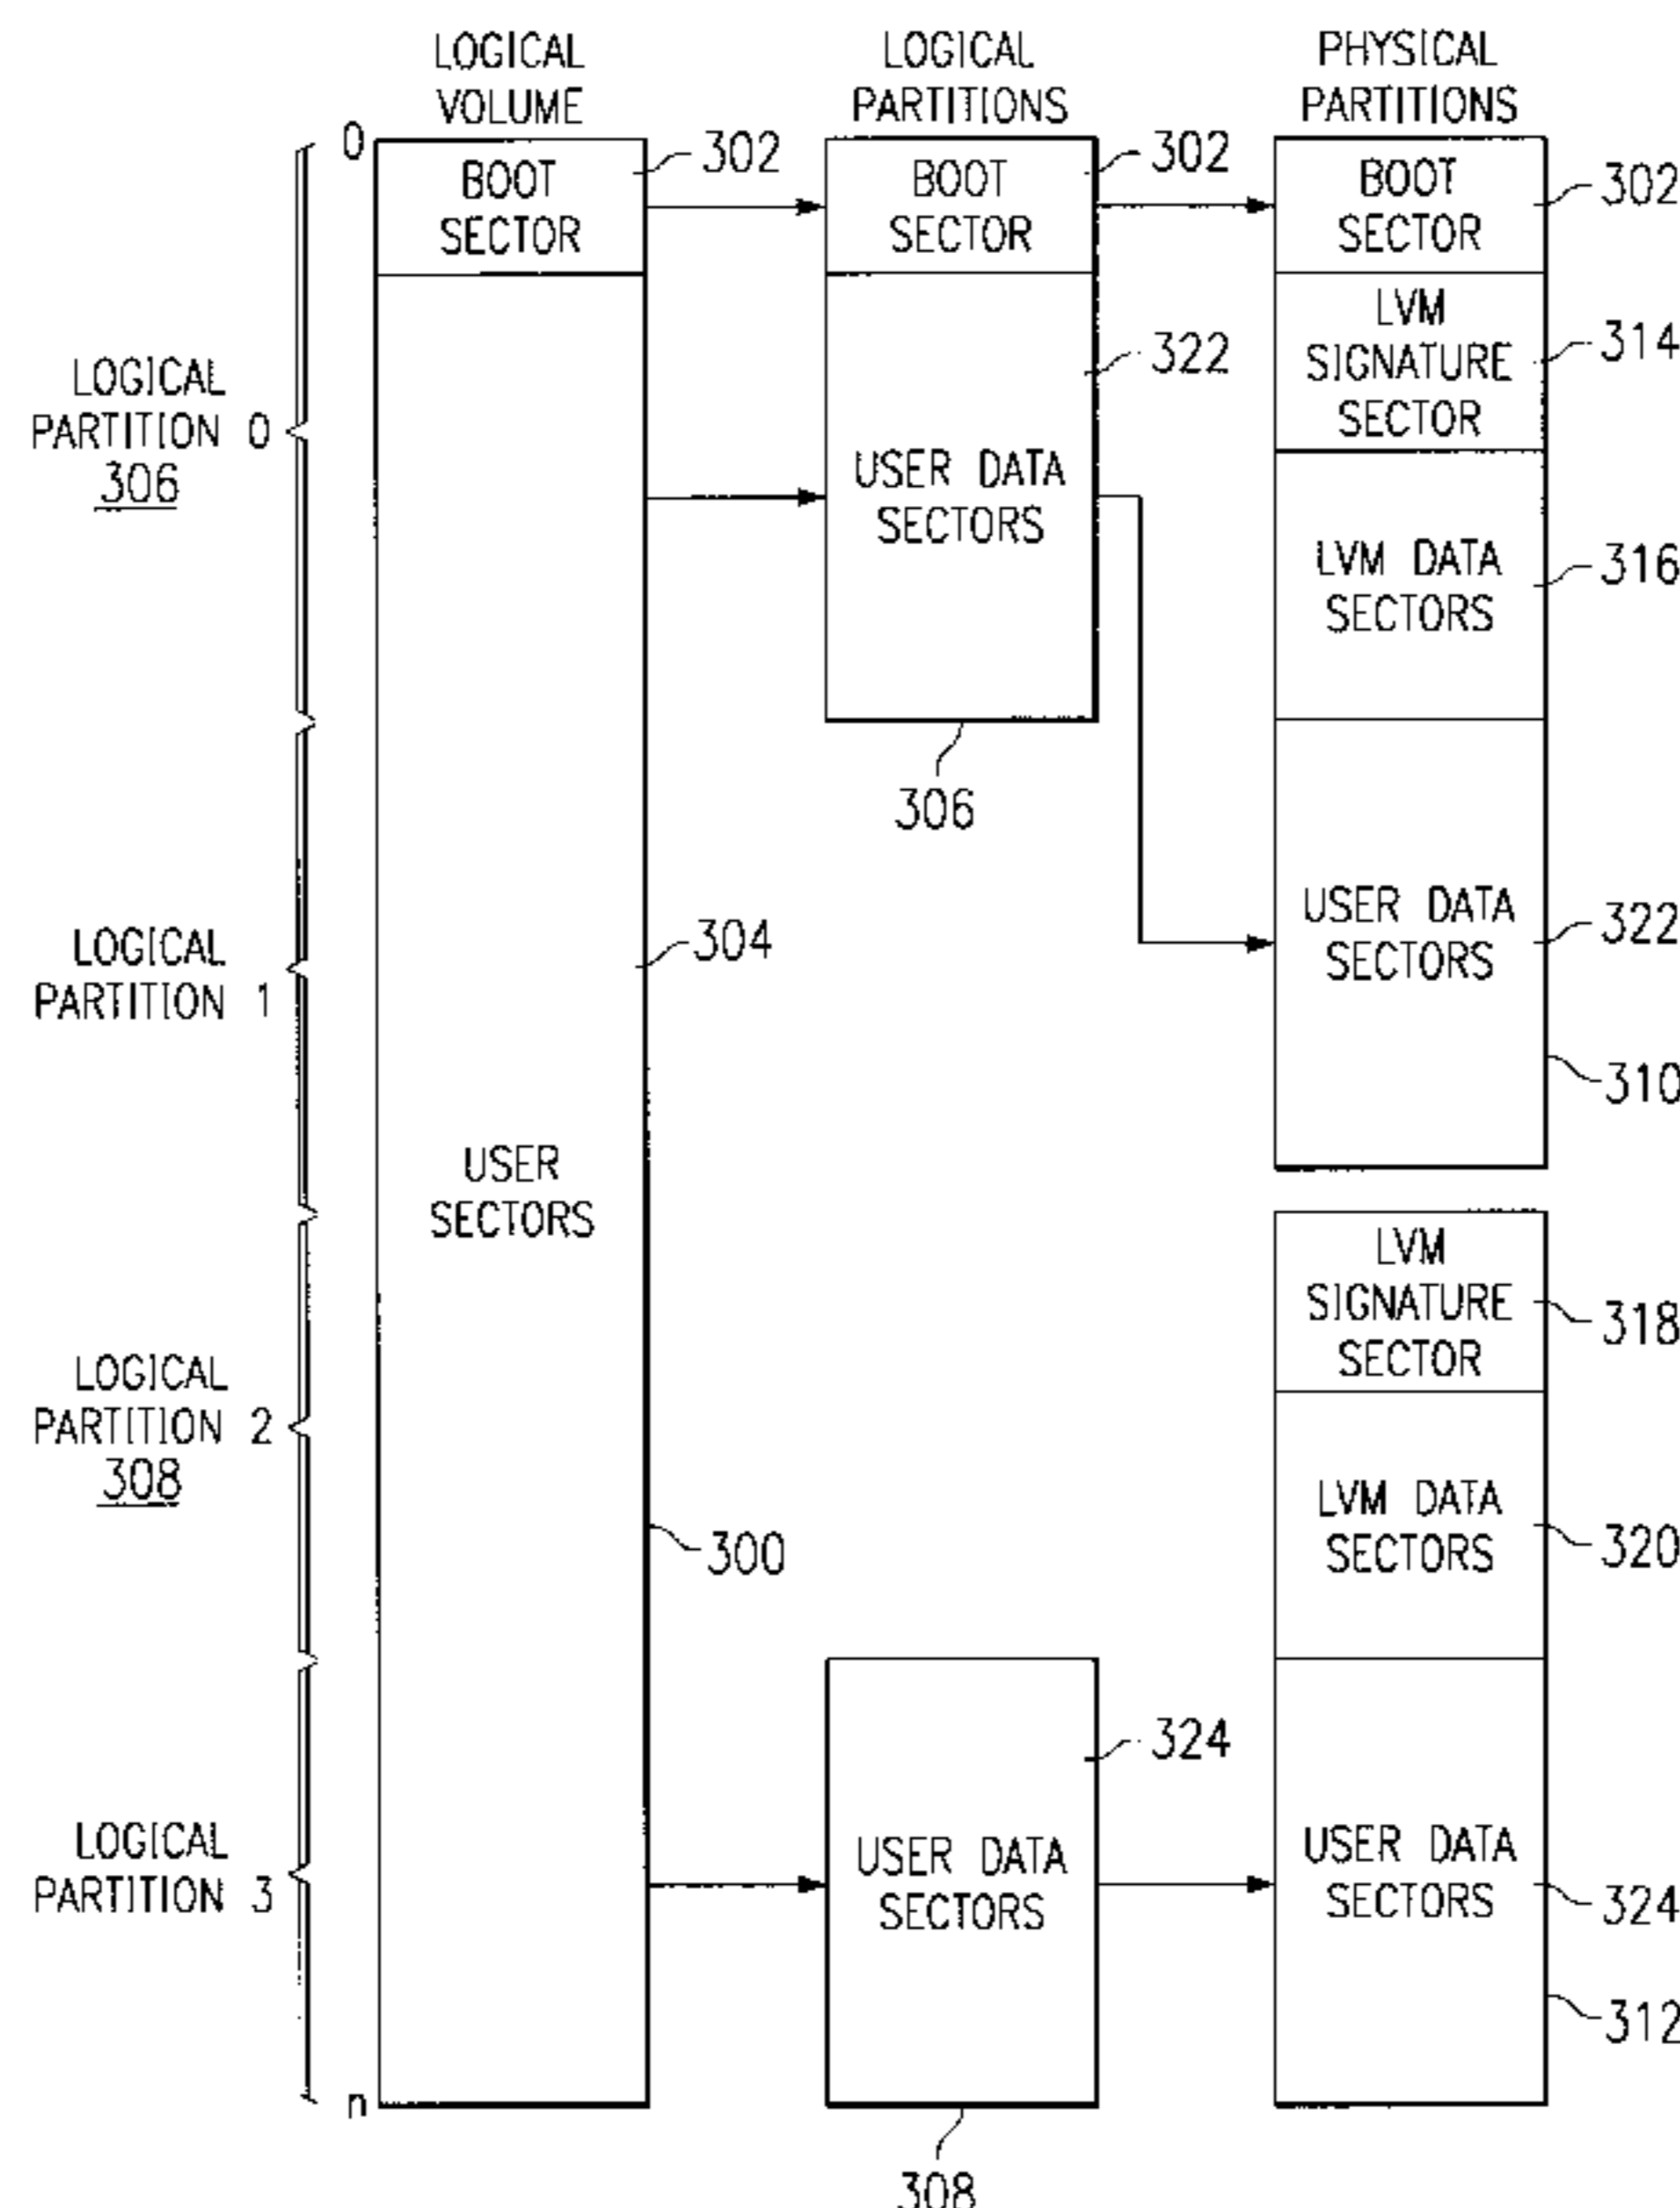 LOGICAL
VOLUME
LOGICAL
PARTITIONS
PHYSICAL
PARTITIONS
0
BOOT
SECTOR
302
BOOT
SECTOR
302
BOOT
SECTOR
302
LVM
SIGNATURE
SECTOR
314
322
LOGICAL
PARTITION 0
306
USER DATA
SECTORS
LVM DATA
SECTORS
316
306
USER DATA
SECTORS
322
304
LOGICAL
PARTITION 1
310
USER
SECTORS
LVM
SIGNATURE
SECTOR
318
LOGICAL
PARTITION 2
308
LVM DATA
SECTORS
320
300
324
LOGICAL
PARTITION 3
USER DATA
SECTORS
USER DATA
SECTORS
324
312
n
308